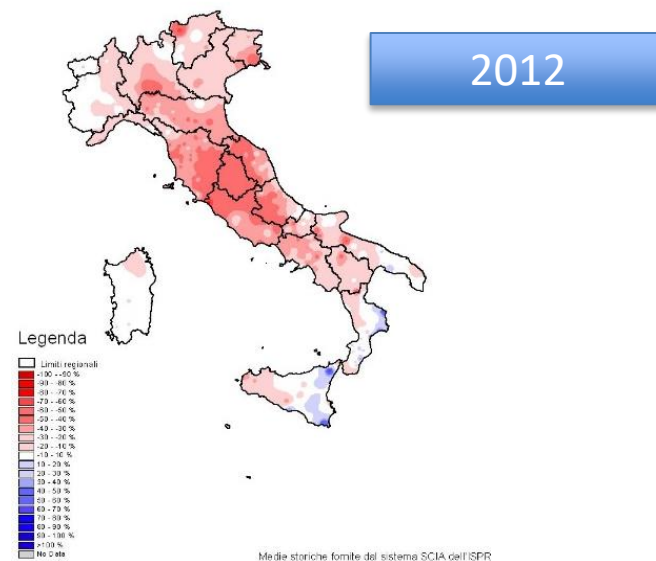 2012
Legenda
Limiti regionali
-100 - -90 %
-90 - -80 %
-80 - -70 %
-70 - -60 %
-60 - -50 %
-50 - -40 %
-40 - -30 %
-30 - -20 %
-20 - -10 %
-10 - 10 %
10 - 20 %
20 - 30 %
30 - 40 %
40 - 50 %
50 - 60 %
60 - 70 %
70 - 80 %
80 - 90 %
90 - 100 %
>100 %
No Data
Medie storiche fornite dal sistema SCIA dell'ISPR